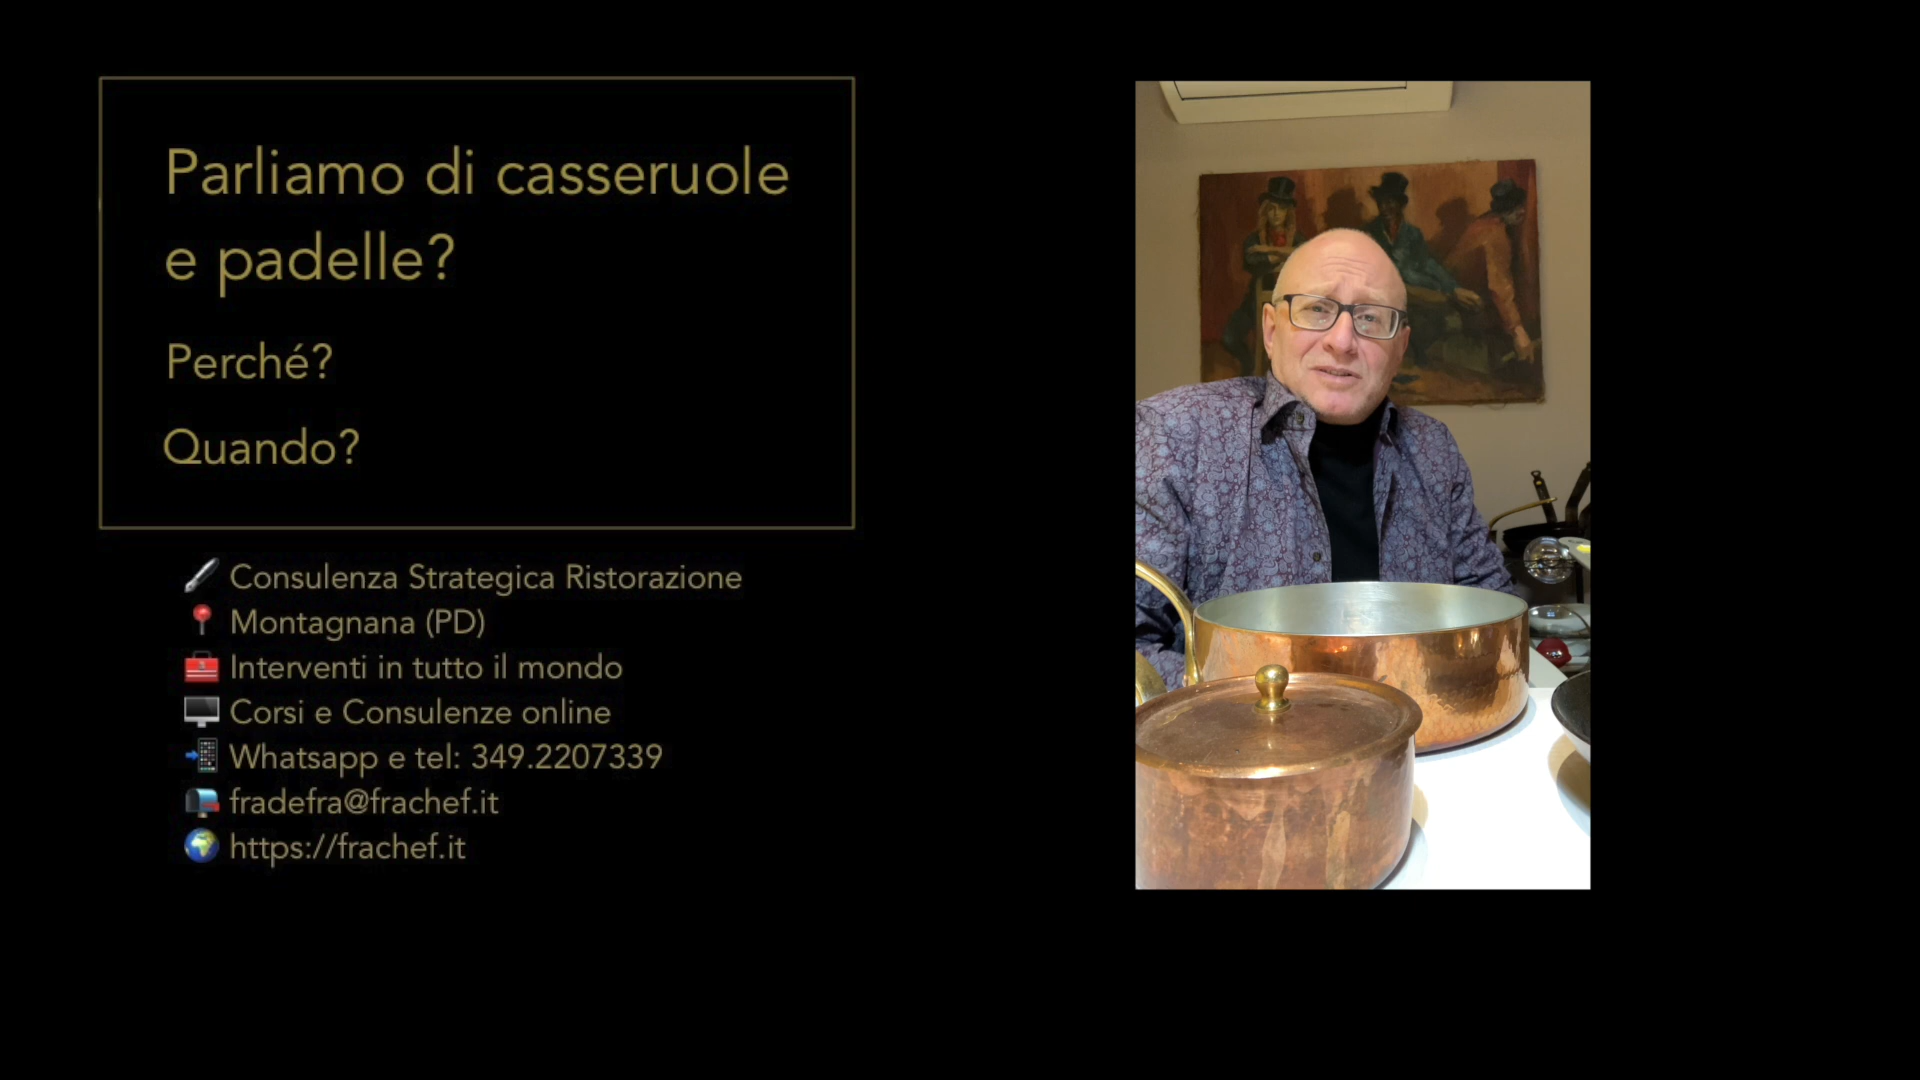 Parliamo di casseruole
e padelle?
Perché?
Quando?
Consulenza Strategica Ristorazione
Montagnana (PD)
Interventi in tutto il mondo
Corsi e Consulenze online
Whatsapp e tel: 349.2207339
fradefra@frachef.it
https://frachef.it